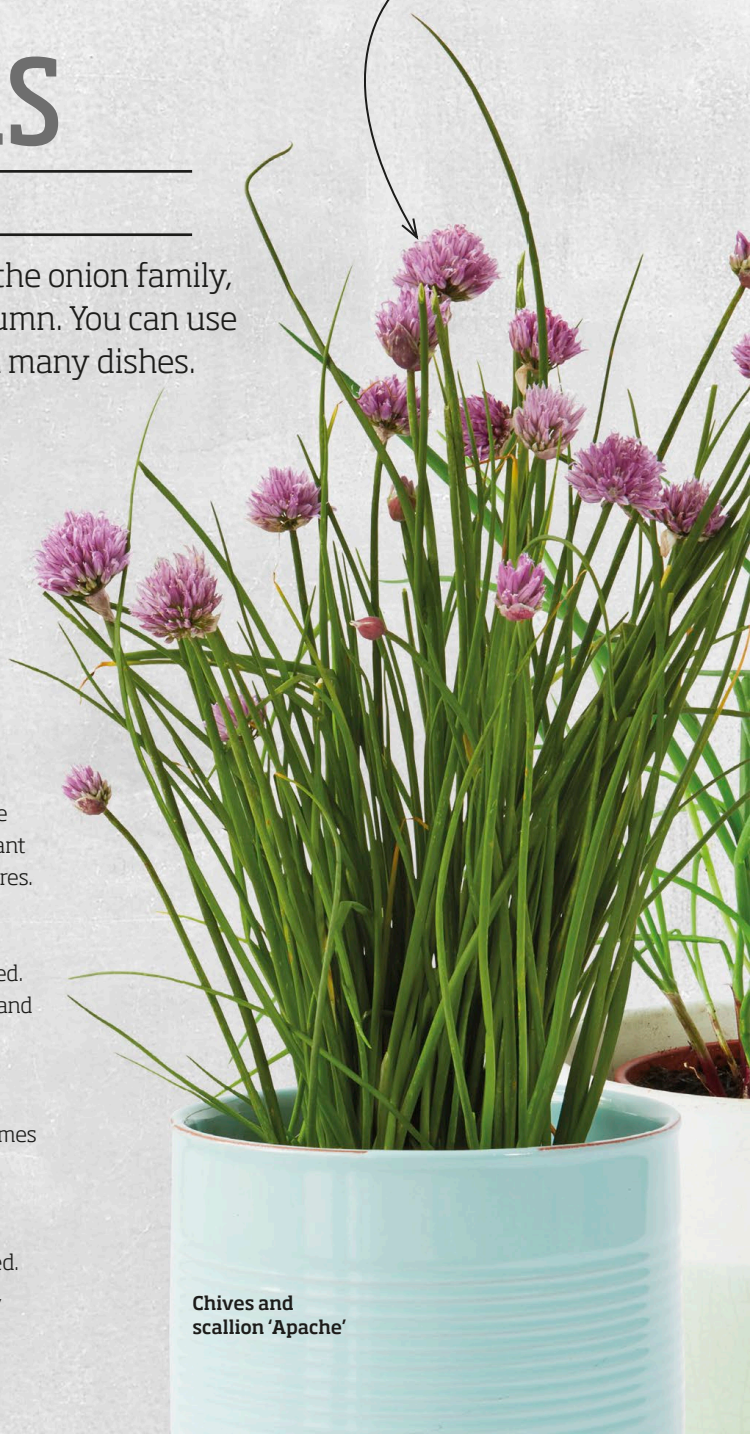 S
the onion family,
umn. You can use
many dishes.
e
ant
res.
ed.
and
mes
ed.
Chives and
scallion ‘Apache’